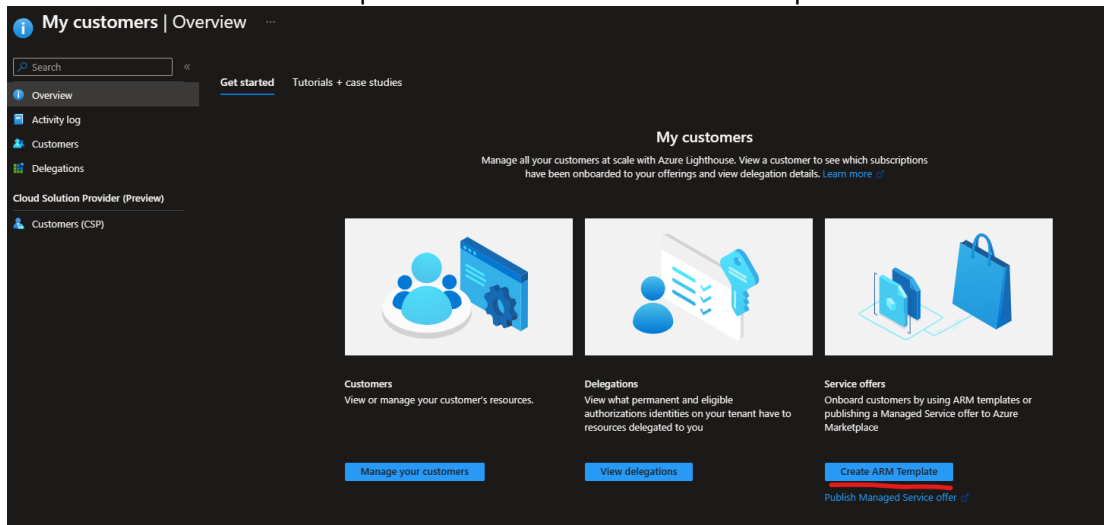 My customers | Overview ...
Search
«
Overview
Activity log
Customers
Delegations
Cloud Solution Provider (Preview)
Customers (CSP)
Get started Tutorials + case studies
My customers
Manage all your customers at scale with Azure Lighthouse. View a customer to see which subscriptions
have been onboarded to your offerings and view delegation details. Learn more
Customers
View or manage your customer's resources.
Manage your customers
Delegations
View what permanent and eligible
authorizations identities on your tenant have to
resources delegated to you
View delegations
Service offers
Onboard customers by using ARM templates or
publishing a Managed Service offer to Azure
Marketplace
Create ARM Template
Publish Managed Service offer